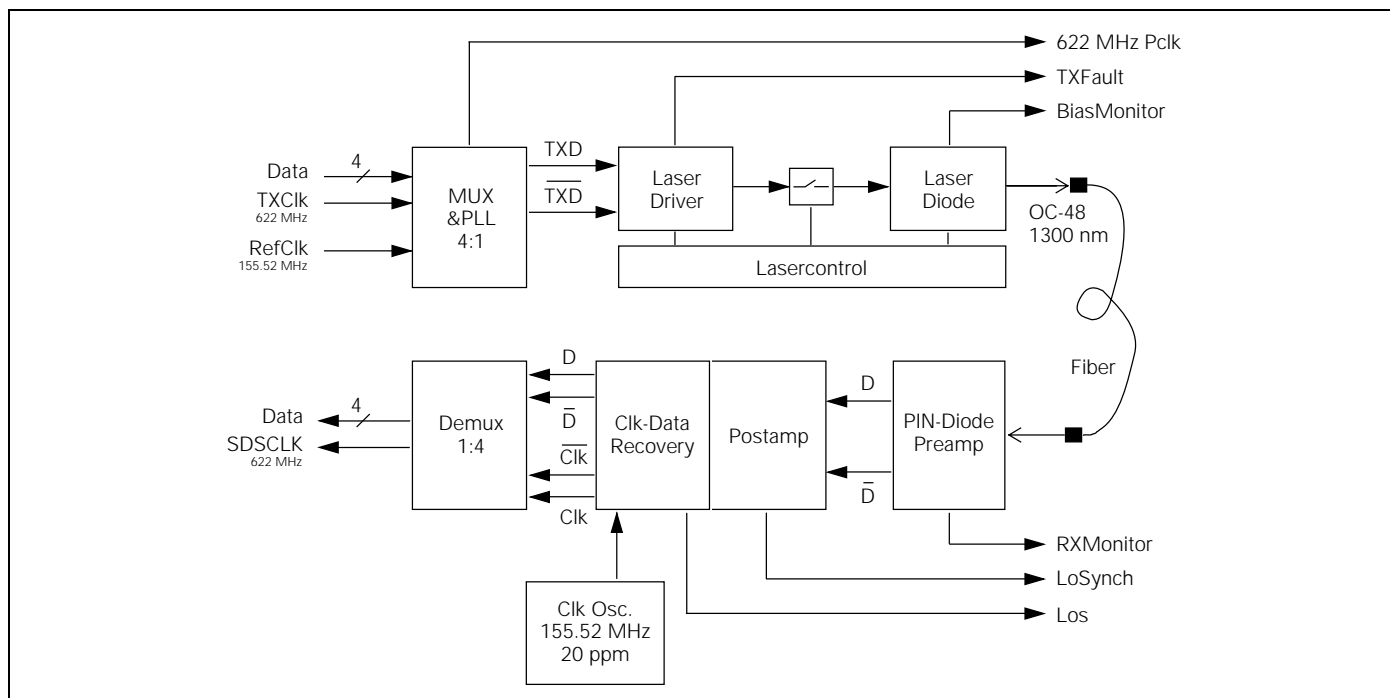 622 MHz Pclk
TXFault
BiasMonitor
Data
4
TXClk
622 MHz
RefClk
155.52 MHz
MUX
&PLL
4:1
TXD
T̅X̅D̅
Laser
Driver
Laser
Diode
Lasercontrol
OC-48
1300 nm
Fiber
Data
4
SDSCLK
622 MHz
Demux
1:4
D
D̅
C̅l̅k̅
Clk
Clk-Data
Recovery
Postamp
D
D̅
PIN-Diode
Preamp
RXMonitor
LoSynch
Los
Clk Osc.
155.52 MHz
20 ppm